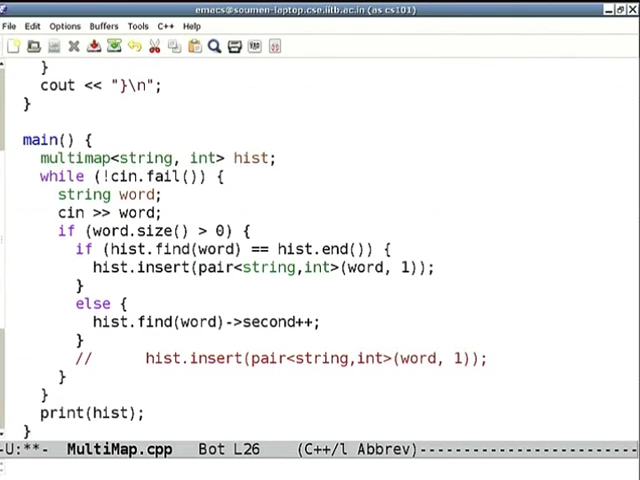 emacs@soumen-laptop.cse.iitb.ac.in (as cs101)
File Edit Options Buffers Tools C++ Help
}
cout << "}\n";
}
main() {
multimap<string, int> hist;
while (!cin.fail()) {
string word;
cin >> word;
if (word.size() > 0) {
if (hist.find(word) == hist.end()) {
hist.insert(pair<string,int>(word, 1));
}
else {
hist.find(word)->second++;
}
// hist.insert(pair<string,int>(word, 1));
}
}
print(hist);
}
-U:**- MultiMap.cpp Bot L26 (C++/l Abbrev)------------------------